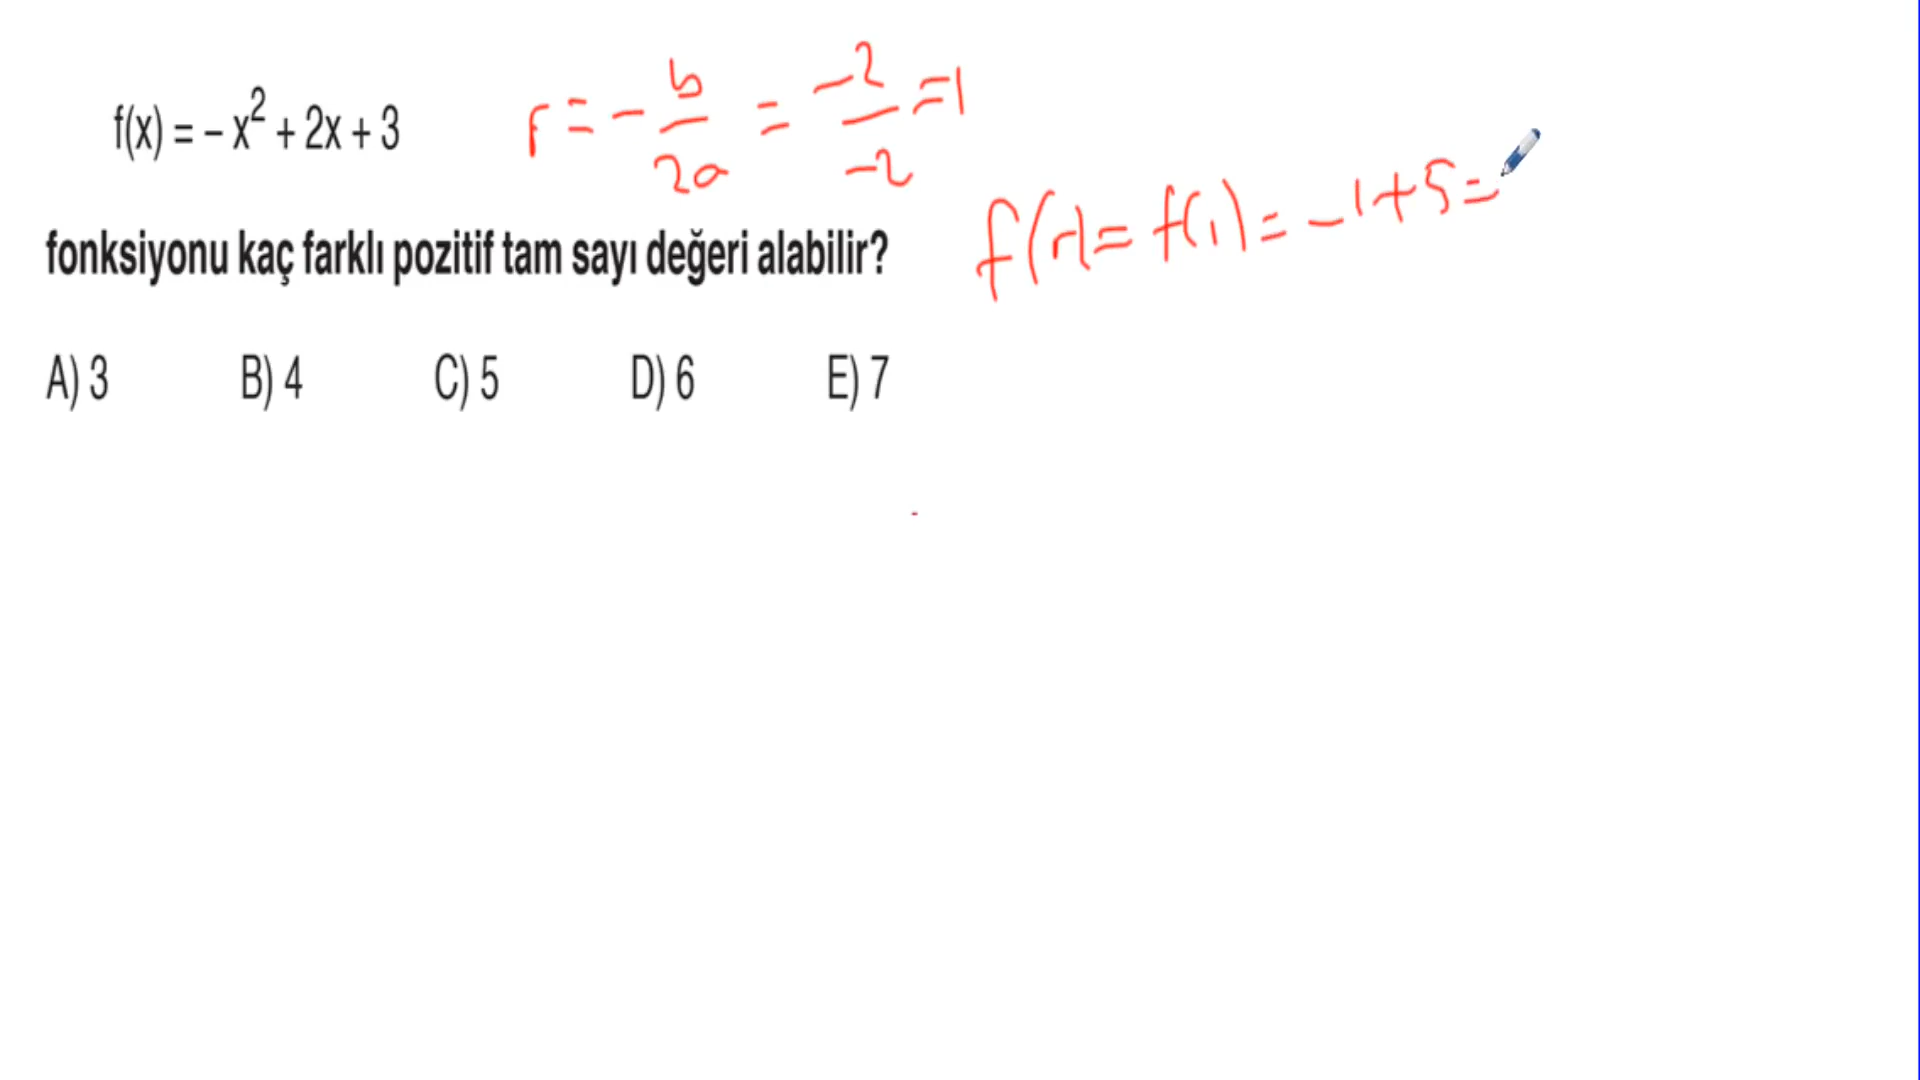 f(x) = – x² + 2x + 3
r = - b/2a = -2/-2 = 1
f(r) = f(1) = -1+5=
fonksiyonu kaç farklı pozitif tam sayı değeri alabilir?
A) 3 B) 4 C) 5 D) 6 E) 7